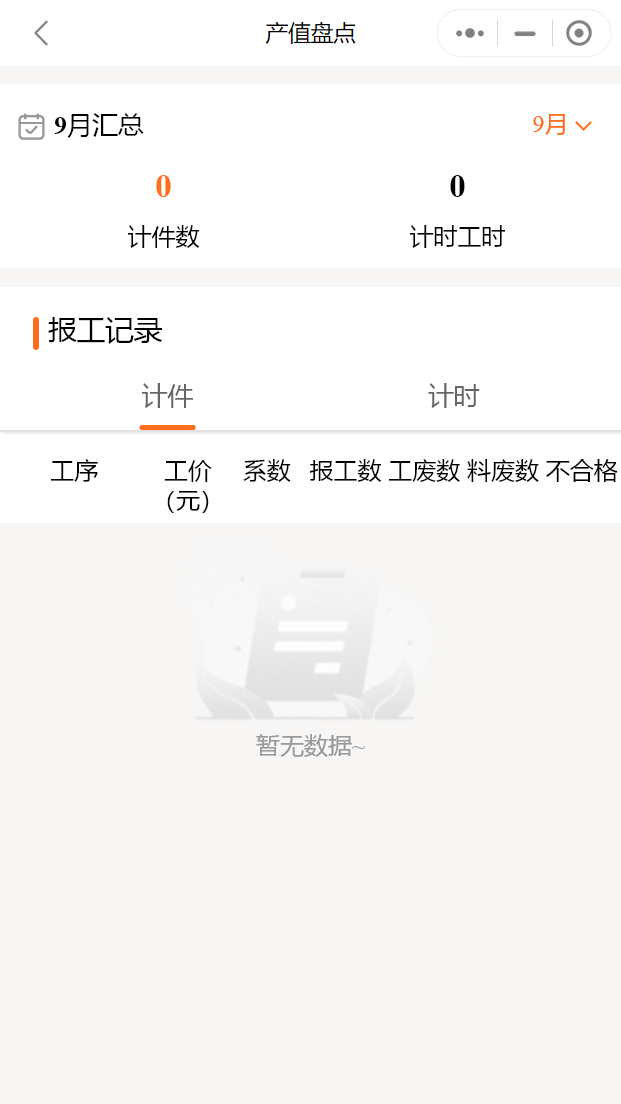 产值盘点
9月汇总
9月
0
0
计件数
计时工时
报工记录
计件
计时
工序 工价 系数 报工数 工废数 料废数 不合格
(元)
暂无数据~